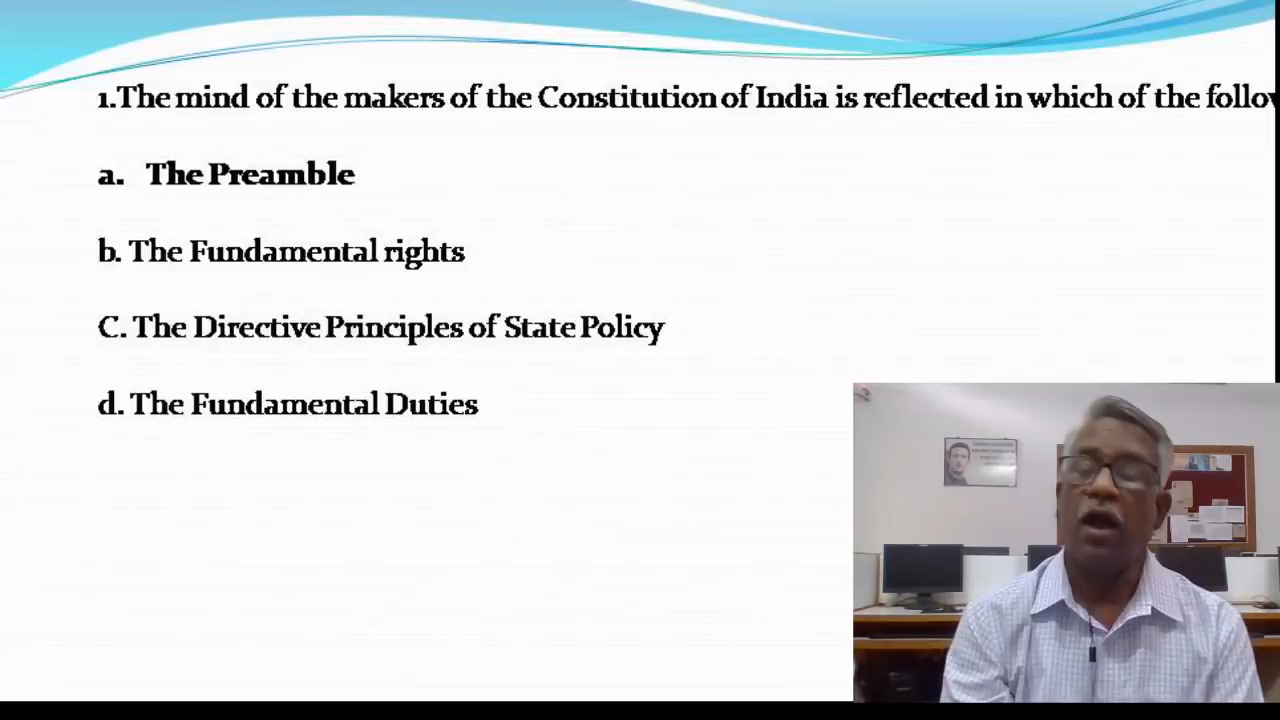 1.The mind of the makers of the Constitution of India is reflected in which of the
a. The Preamble
b. The Fundamental rights
C. The Directive Principles of State Policy
d. The Fundamental Duties